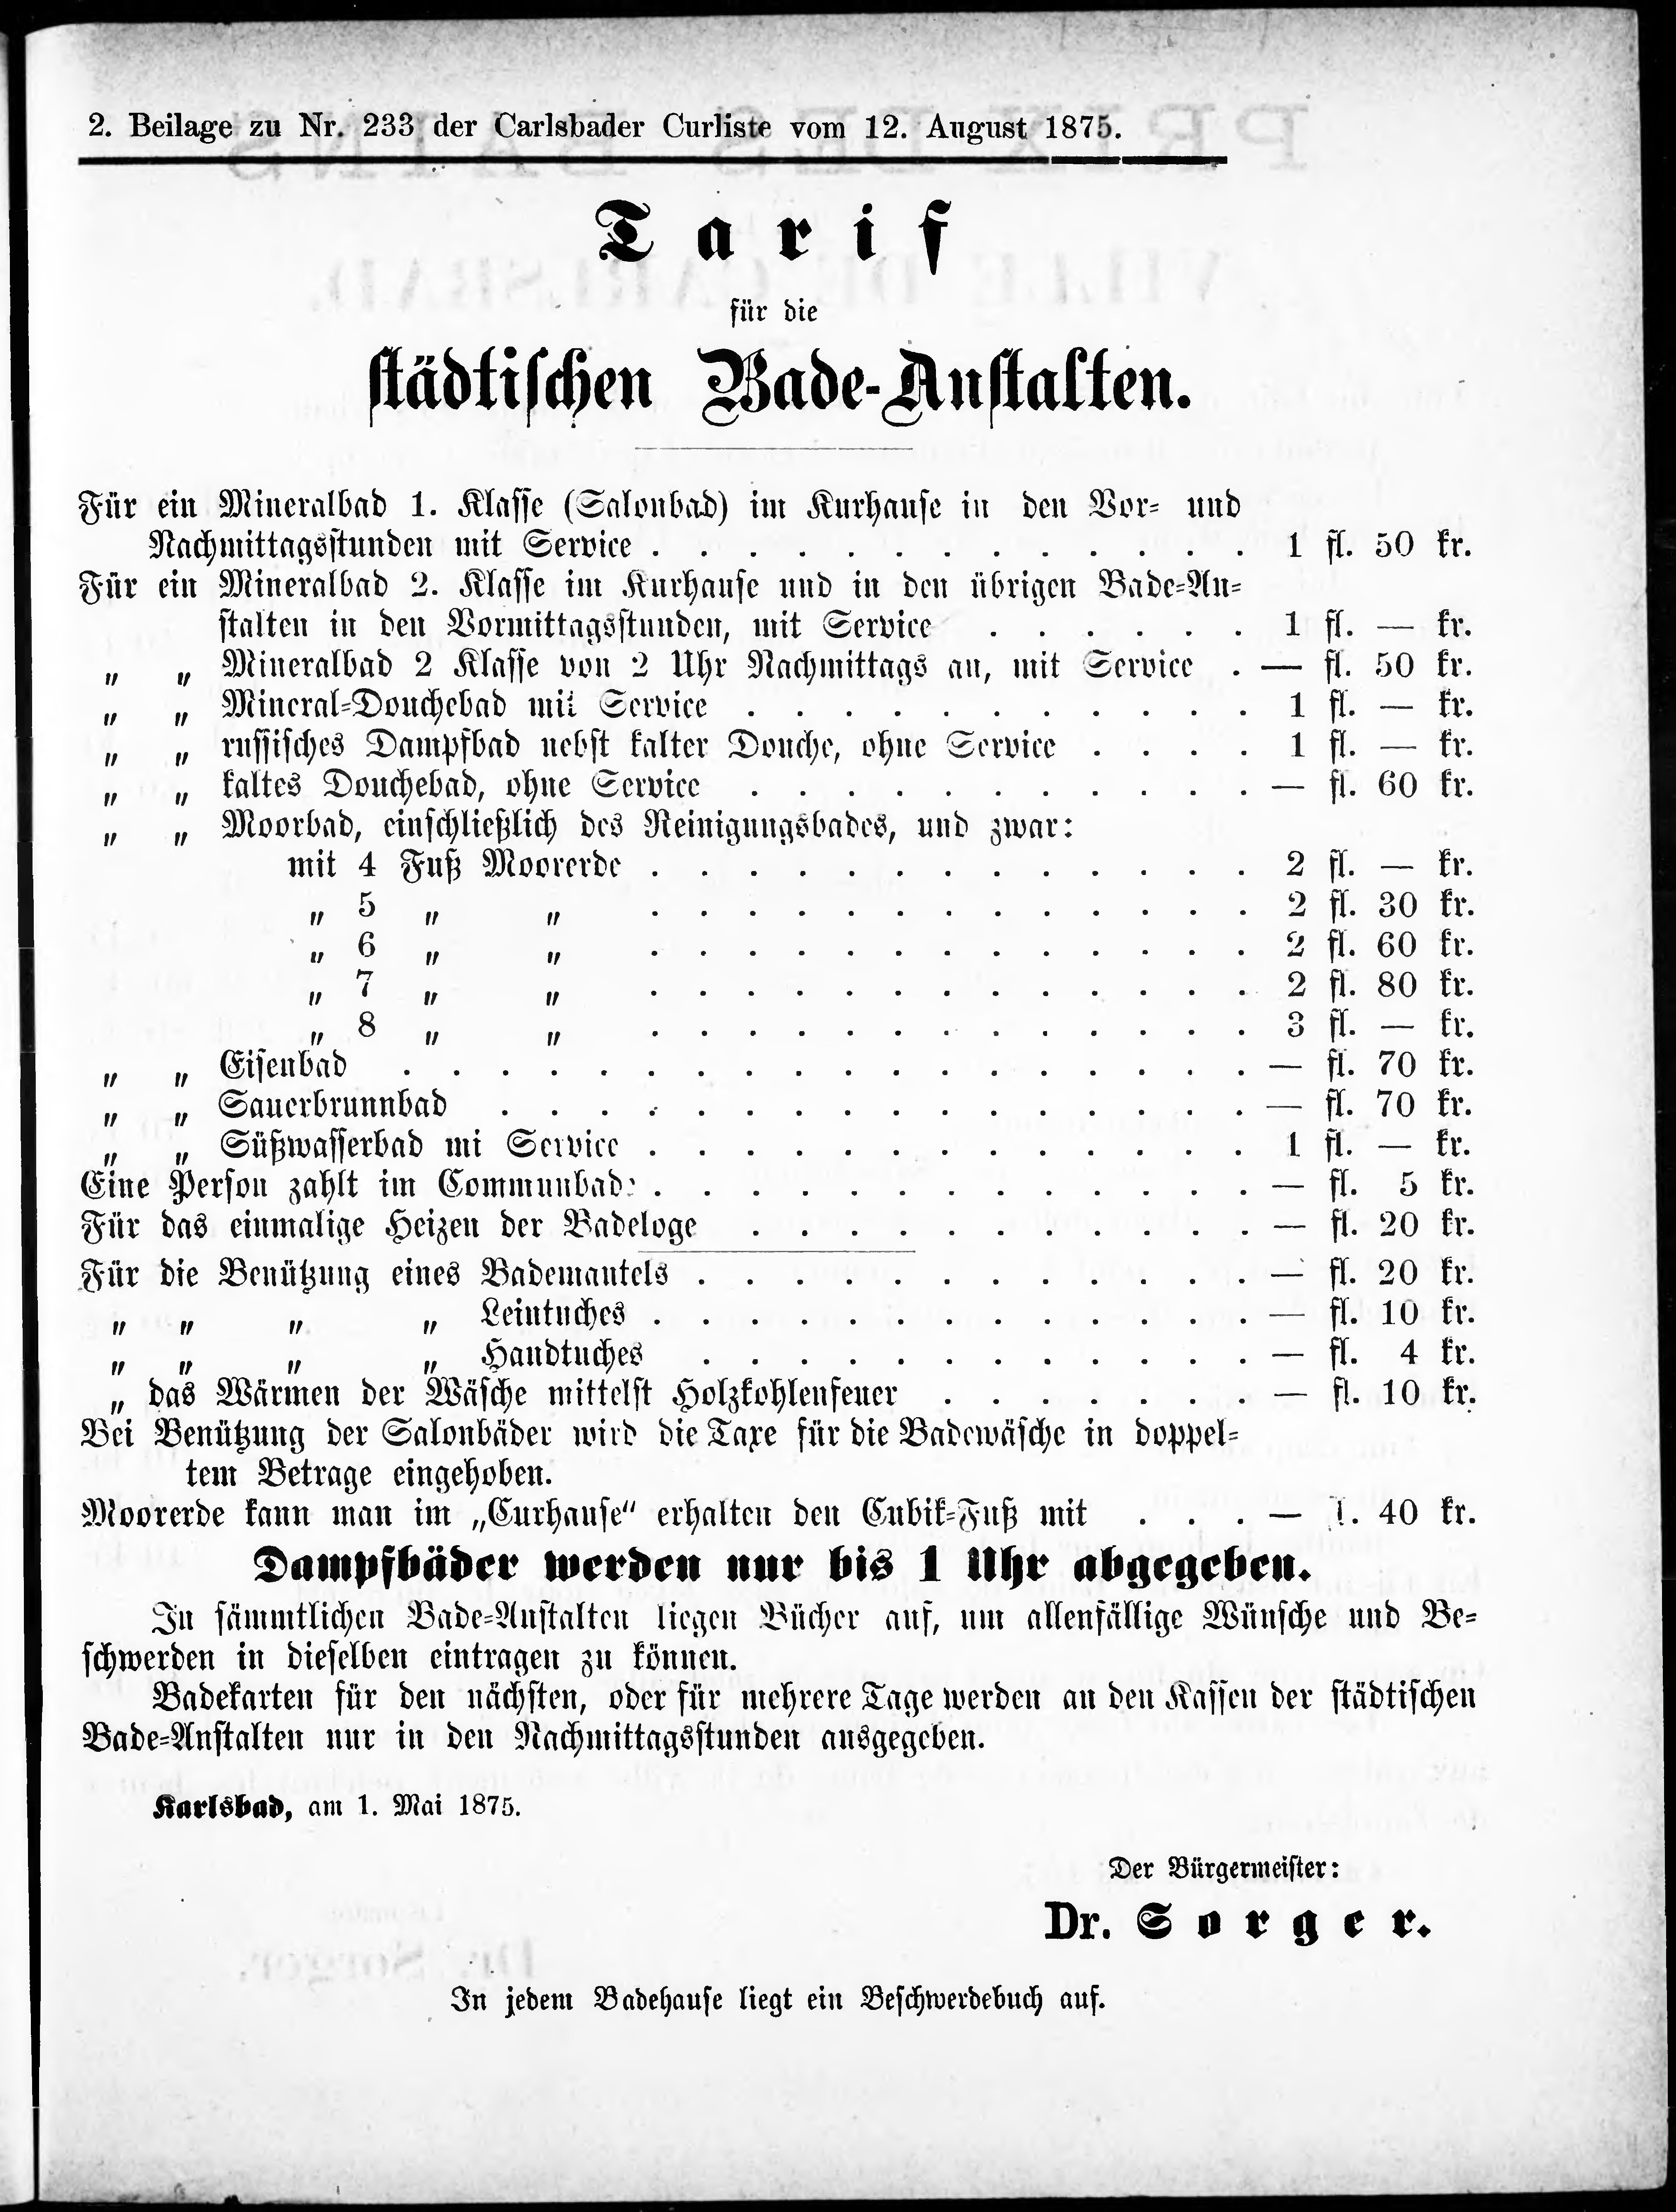 2. Beilage zu Nr. 233 der Carlsbader Curliste vom 12. August 1875.
Tarif
für die
städtischen Bade-Anstalten.
Für ein Mineralbad 1. Klasse (Salonbad) im Kurhause in den Vor- und
Nachmittagsstunden mit Service . . . . . . . . . . . . . 1 fl. 50 kr.
Für ein Mineralbad 2. Klasse im Kurhause und in den übrigen Bade-An-
stalten in den Vormittagsstunden, mit Service . . . . . . 1 fl. — kr.
„ „ Mineralbad 2 Klasse von 2 Uhr Nachmittags an, mit Service . — fl. 50 kr.
„ „ Mineral-Douchebad mit Service . . . . . . . . . . . 1 fl. — kr.
„ „ russisches Dampfbad nebst kalter Douche, ohne Service . . . . 1 fl. — kr.
„ „ kaltes Douchebad, ohne Service . . . . . . . . . . . — fl. 60 kr.
„ „ Moorbad, einschließlich des Reinigungsbades, und zwar:
mit 4 Fuß Moorerde . . . . . . . . . . . . . 2 fl. — kr.
„ 5 „ „ . . . . . . . . . . . . . 2 fl. 30 kr.
„ 6 „ „ . . . . . . . . . . . . . 2 fl. 60 kr.
„ 7 „ „ . . . . . . . . . . . . . 2 fl. 80 kr.
„ 8 „ „ . . . . . . . . . . . . . 3 fl. — kr.
„ „ Eisenbad . . . . . . . . . . . . . . . . . . — fl. 70 kr.
„ „ Sauerbrunnbad . . . . . . . . . . . . . . . . — fl. 70 kr.
„ „ Süßwasserbad mi Service . . . . . . . . . . . . . 1 fl. — kr.
Eine Person zahlt im Communbad: . . . . . . . . . . . . . — fl. 5 kr.
Für das einmalige Heizen der Badeloge . . . . . . . . . . . — fl. 20 kr.
Für die Benützung eines Bademantels . . . . . . . . . . . . — fl. 20 kr.
„ „ „ „ Leintuches . . . . . . . . . . . . . — fl. 10 kr.
„ „ „ „ Handtuches . . . . . . . . . . . . — fl. 4 kr.
„ das Wärmen der Wäsche mittelst Holzkohlenfeuer . . . . . . . — fl. 10 kr.
Bei Benützung der Salonbäder wird die Taxe für die Badewäsche in doppel-
tem Betrage eingehoben.
Moorerde kann man im „Curhause“ erhalten den Cubik-Fuß mit . . . — l. 40 kr.
Dampfbäder werden nur bis 1 Uhr abgegeben.
In sämmtlichen Bade-Anstalten liegen Bücher auf, um allenfällige Wünsche und Be-
schwerden in dieselben eintragen zu können.
Badekarten für den nächsten, oder für mehrere Tage werden an den Kassen der städtischen
Bade-Anstalten nur in den Nachmittagsstunden ausgegeben.
Karlsbad, am 1. Mai 1875.
Der Bürgermeister:
Dr. Sorger.
In jedem Badehause liegt ein Beschwerdebuch auf.